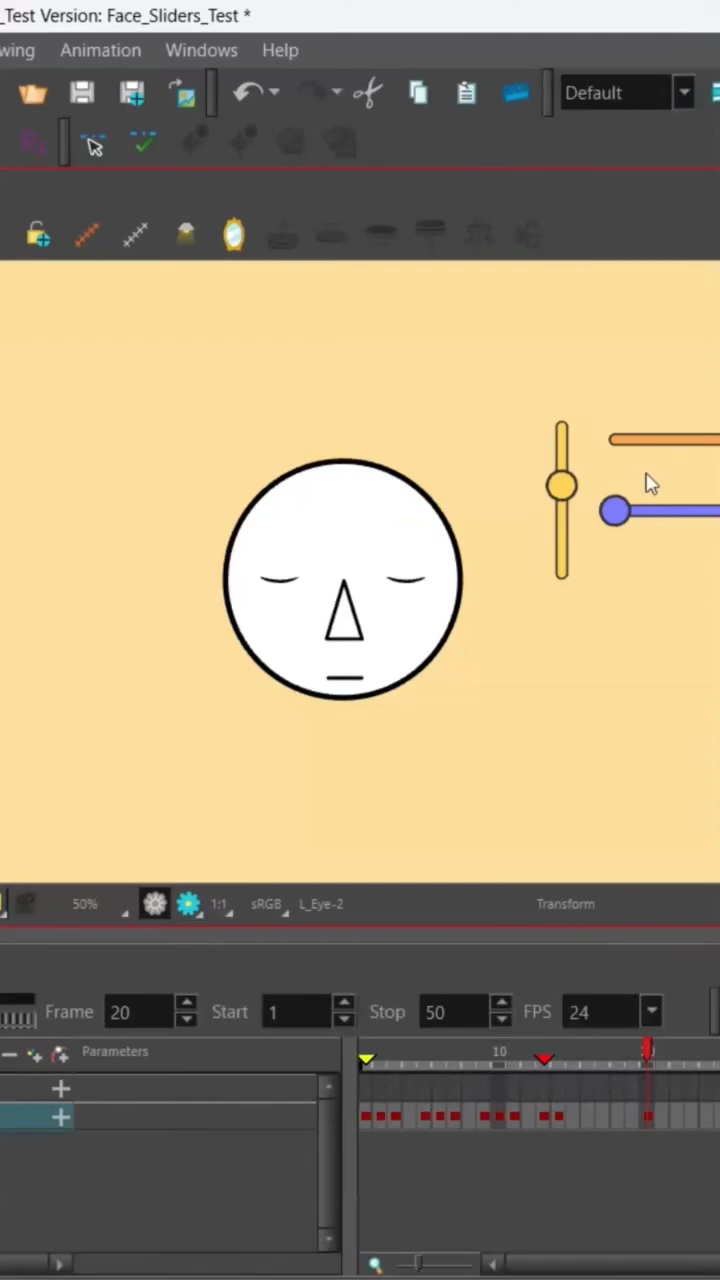 _Test Version: Face_Sliders_Test *
wing Animation Windows Help
Default
50% 1:1 sRGB L_Eye-2 Transform
Frame 20 Start 1 Stop 50 FPS 24
Parameters 10